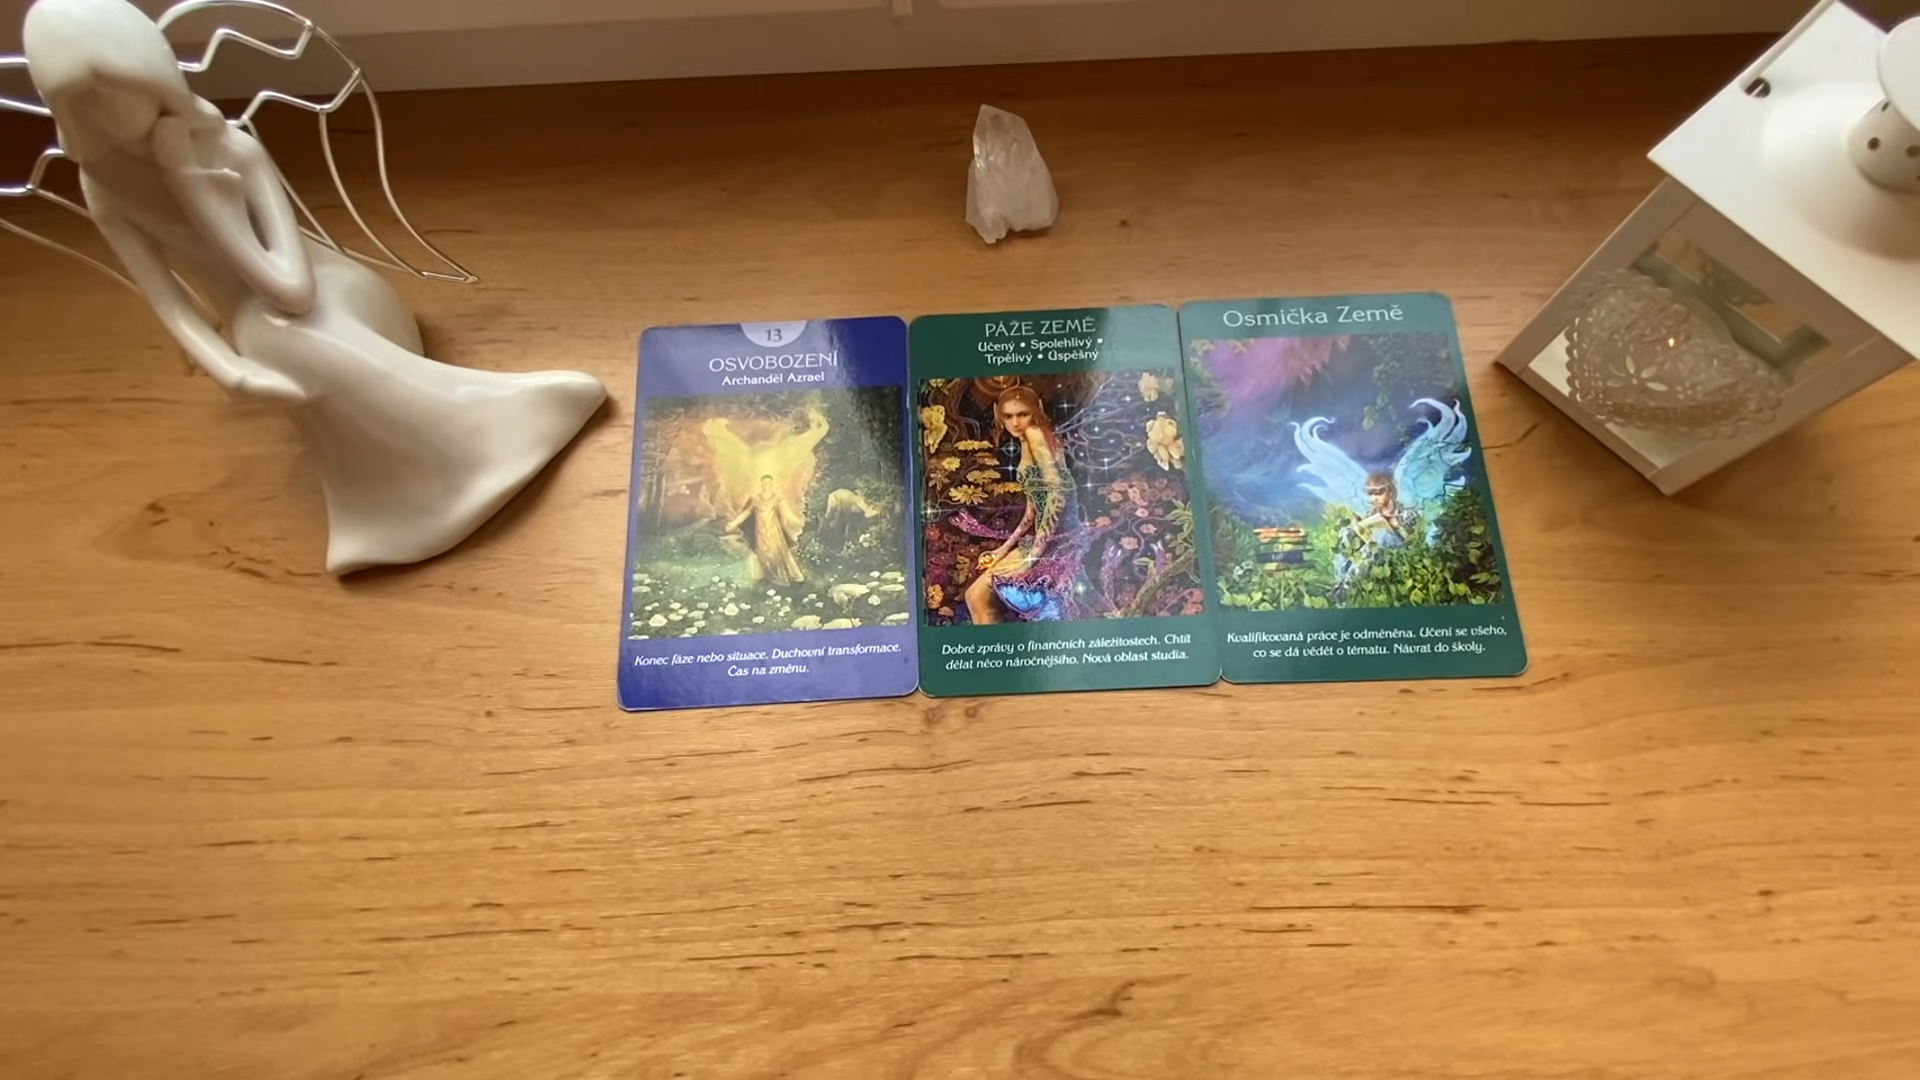 13
OSVOBOZENÍ
Archanděl Azrael
Konec fáze nebo situace. Duchovní transformace.
Čas na změnu.
PÁŽE ZEMĚ
Učený • Spolehlivý •
Trpělivý • Úspěšný
Dobré zprávy o finančních záležitostech. Chtít
dělat něco náročnějšího. Nová oblast studia.
Osmička Země
Kvalifikovaná práce je odměněna. Učení se všeho,
co se dá vědět o tématu. Návrat do školy.